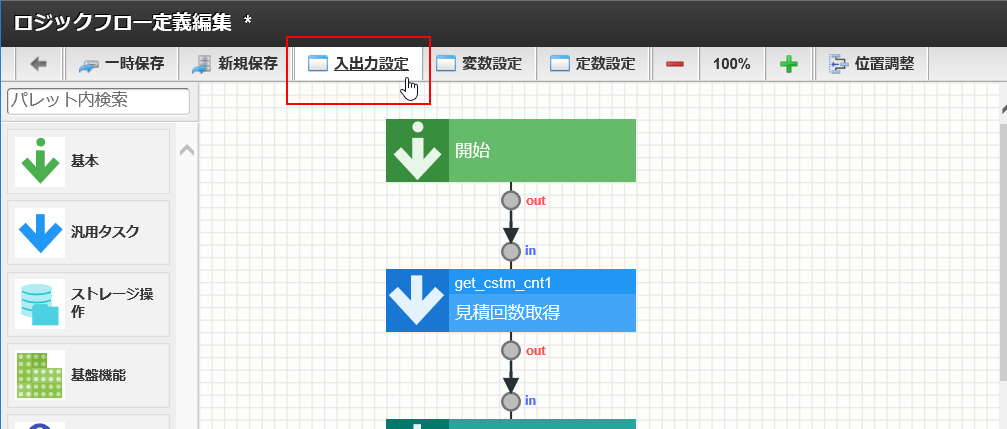 ロジックフロー定義編集 *
一時保存 新規保存 入出力設定 変数設定 定数設定 100% 位置調整
パレット内検索
基本
汎用タスク
ストレージ操
作
基盤機能
開始
out
in
get_cstm_cnt1
見積回数取得
out
in